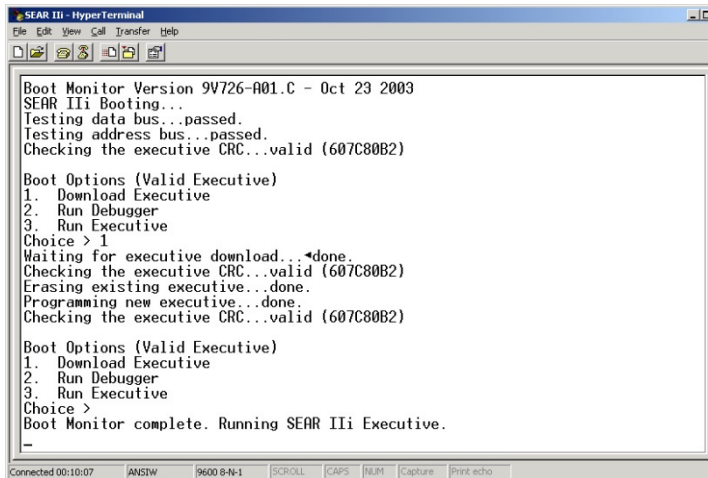 SEAR IIi - HyperTerminal
File Edit View Call Transfer Help
Boot Monitor Version 9V726-A01.C - Oct 23 2003
SEAR IIi Booting...
Testing data bus...passed.
Testing address bus...passed.
Checking the executive CRC...valid (607C80B2)
Boot Options (Valid Executive)
1. Download Executive
2. Run Debugger
3. Run Executive
Choice > 1
Waiting for executive download...◄done.
Checking the executive CRC...valid (607C80B2)
Erasing existing executive...done.
Programming new executive...done.
Checking the executive CRC...valid (607C80B2)
Boot Options (Valid Executive)
1. Download Executive
2. Run Debugger
3. Run Executive
Choice >
Boot Monitor complete. Running SEAR IIi Executive.
_
Connected 00:10:07 ANSIW 9600 8-N-1 SCROLL CAPS NUM Capture Print echo